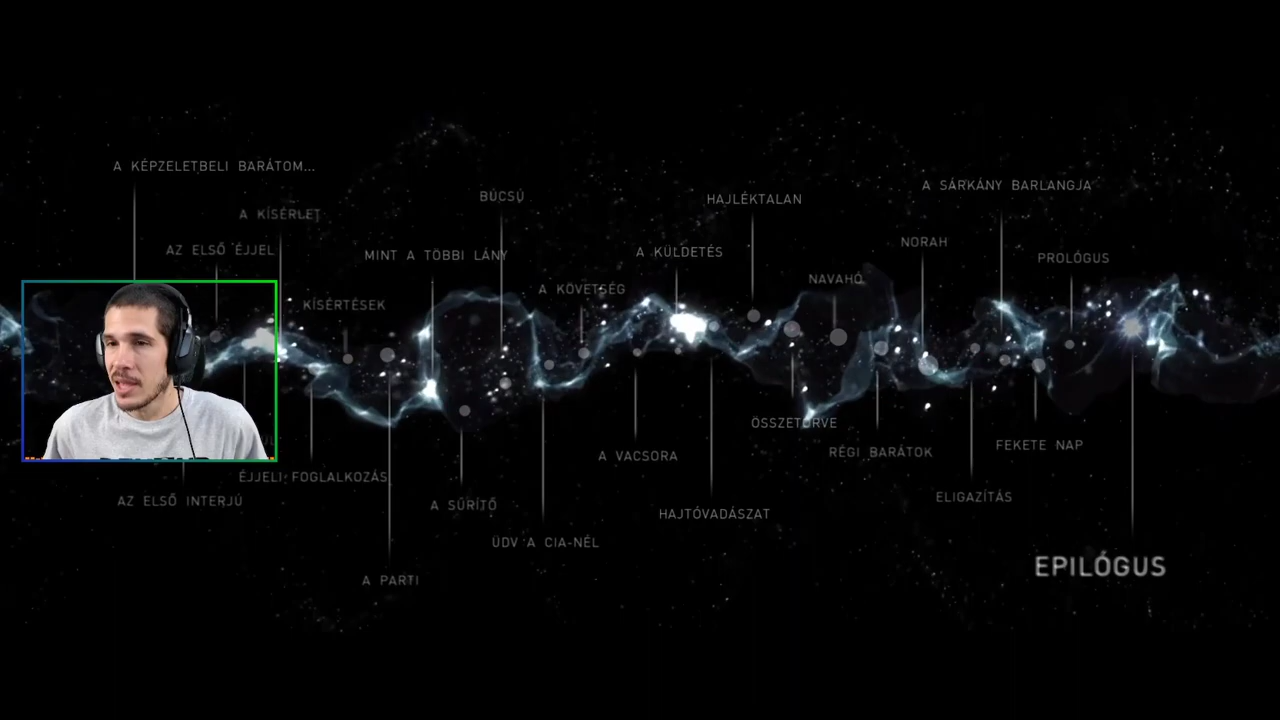 A KÉPZELETBELI BARÁTOM...
A KÍSÉRLET
AZ ELSŐ ÉJJEL
KÍSÉRTÉSEK
MINT A TÖBBI LÁNY
BÚCSÚ
A KÖVETSÉG
A KÜLDETÉS
HAJLÉKTALAN
NAVAHÓ
NORAH
A SÁRKÁNY BARLANGJA
PROLÓGUS
AZ ELSŐ INTERJÚ
ÉJJELI FOGLALKOZÁS
A PARTI
A SŰRÍTŐ
ÜDV A CIA-NÉL
A VACSORA
HAJTÓVADÁSZAT
ÖSSZETÖRVE
RÉGI BARÁTOK
ELIGAZÍTÁS
FEKETE NAP
EPILÓGUS